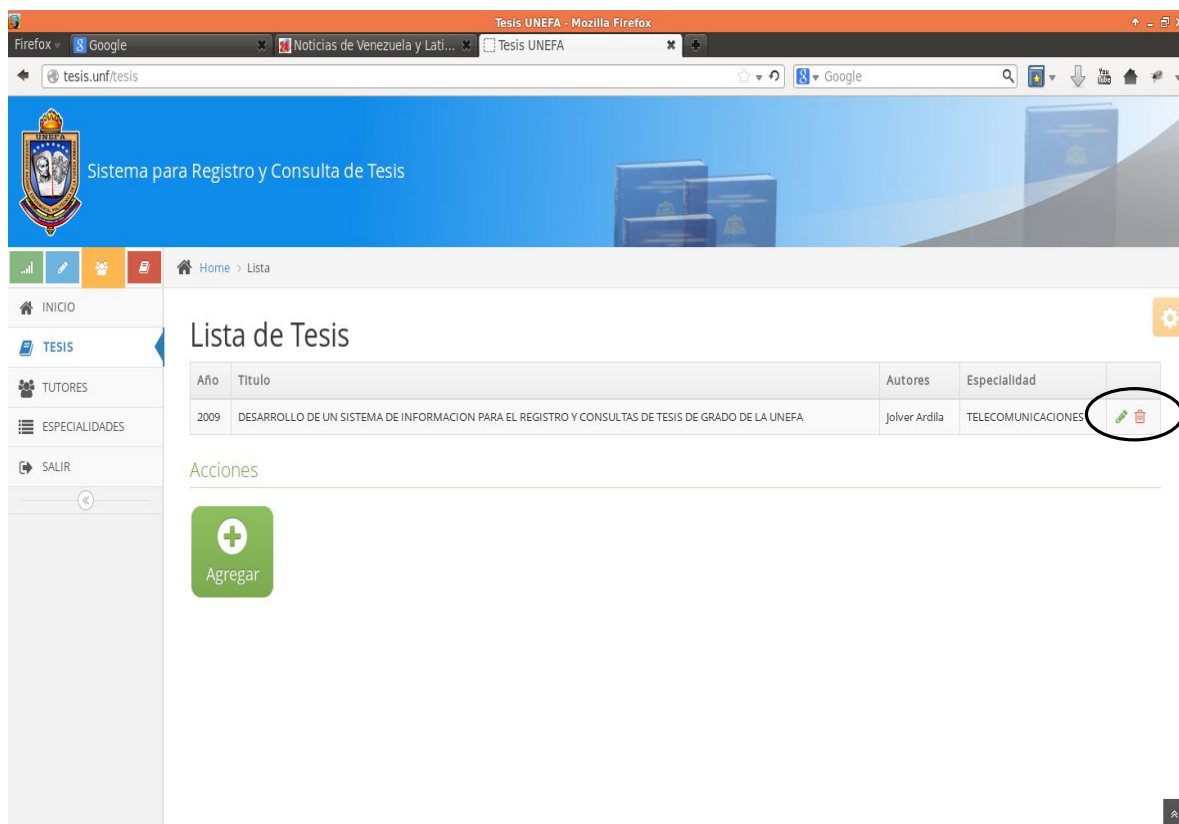 Tesis UNEFA - Mozilla Firefox
Firefox
Google
Noticias de Venezuela y Lati...
Tesis UNEFA
tesis.unf/tesis
Google
You
UNEFA
Sistema para Registro y Consulta de Tesis
Home > Lista
INICIO
TESIS
TUTORES
ESPECIALIDADES
SALIR
Lista de Tesis
Año Titulo Autores Especialidad
2009 DESARROLLO DE UN SISTEMA DE INFORMACION PARA EL REGISTRO Y CONSULTAS DE TESIS DE GRADO DE LA UNEFA Jolver Ardila TELECOMUNICACIONES
Acciones
Agregar